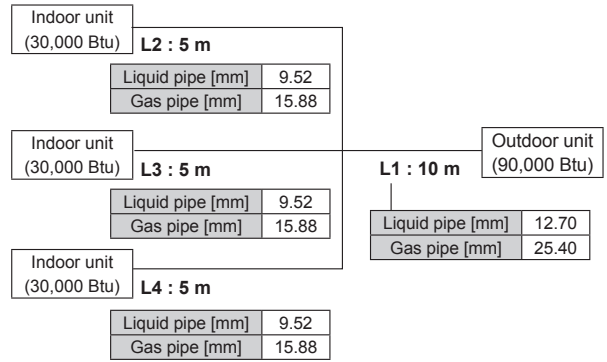 Indoor unit
(30,000 Btu)
L2 : 5 m
Liquid pipe [mm] 9.52
Gas pipe [mm] 15.88
Indoor unit
(30,000 Btu)
L3 : 5 m
Liquid pipe [mm] 9.52
Gas pipe [mm] 15.88
Indoor unit
(30,000 Btu)
L4 : 5 m
Liquid pipe [mm] 9.52
Gas pipe [mm] 15.88
Outdoor unit
(90,000 Btu)
L1 : 10 m
Liquid pipe [mm] 12.70
Gas pipe [mm] 25.40